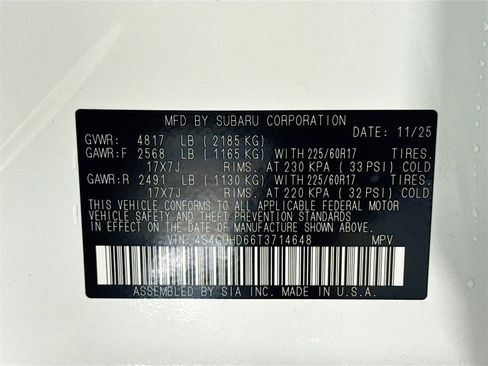 MFD BY SUBARU CORPORATION
DATE: 11/25
GVWR: 4817 LB (2185 KG)
GAWR:F 2568 LB (1165 KG) WITH 225/60R17 TIRES.
17X7J RIMS. AT 230 KPA (33 PSI) COLD
GAWR:R 2491 LB (1130 KG) WITH 225/60R17 TIRES.
17X7J RIMS. AT 220 KPA (32 PSI) COLD
THIS VEHICLE CONFORMS TO ALL APPLICABLE FEDERAL MOTOR
VEHICLE SAFETY AND THEFT PREVENTION STANDARDS
IN EFFECT ON THE DATE OF MANUFACTURE SHOWN ABOVE.
VIN: 4S4GUHD66T3714648 MPV
ASSEMBLED BY SIA INC. MADE IN U.S.A.